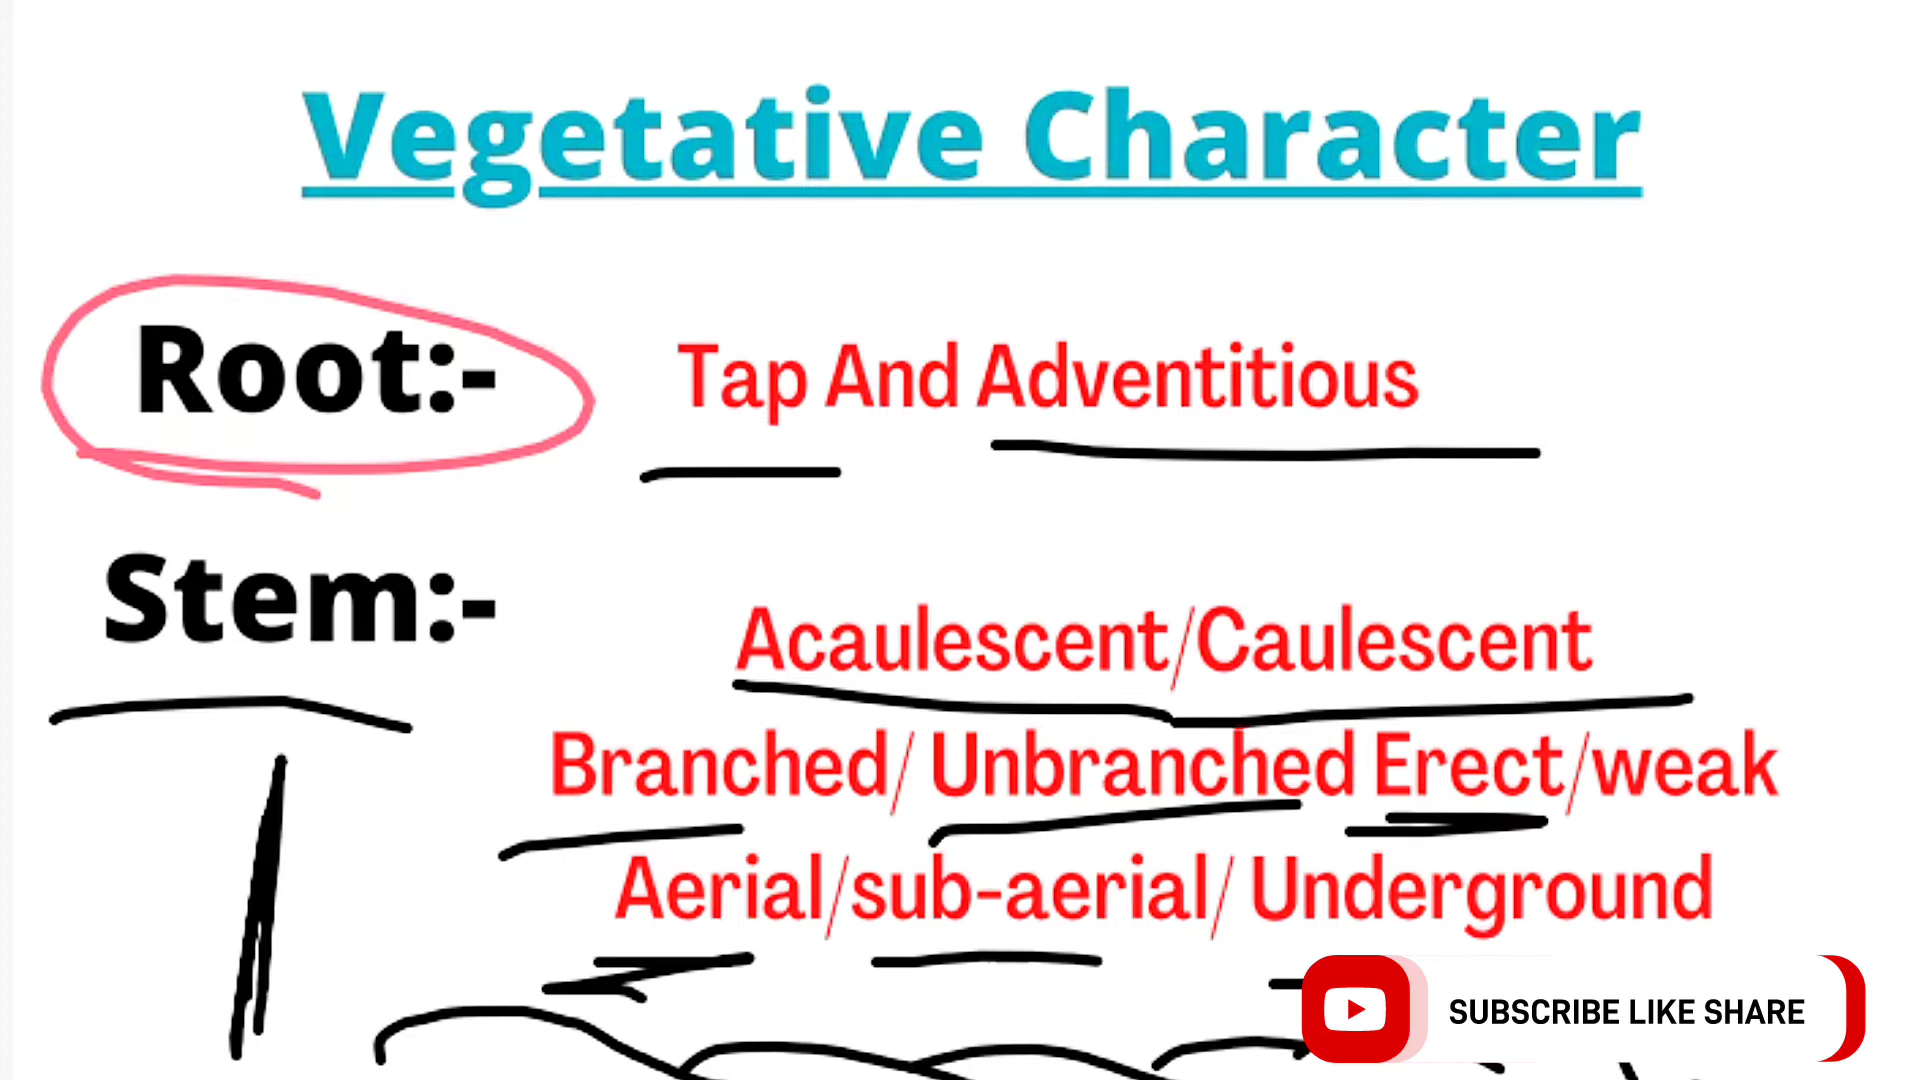 Vegetative Character
Root:- Tap And Adventitious
Stem:-
Acaulescent/Caulescent
Branched/ Unbranched Erect/weak
Aerial/sub-aerial/ Underground
SUBSCRIBE LIKE SHARE